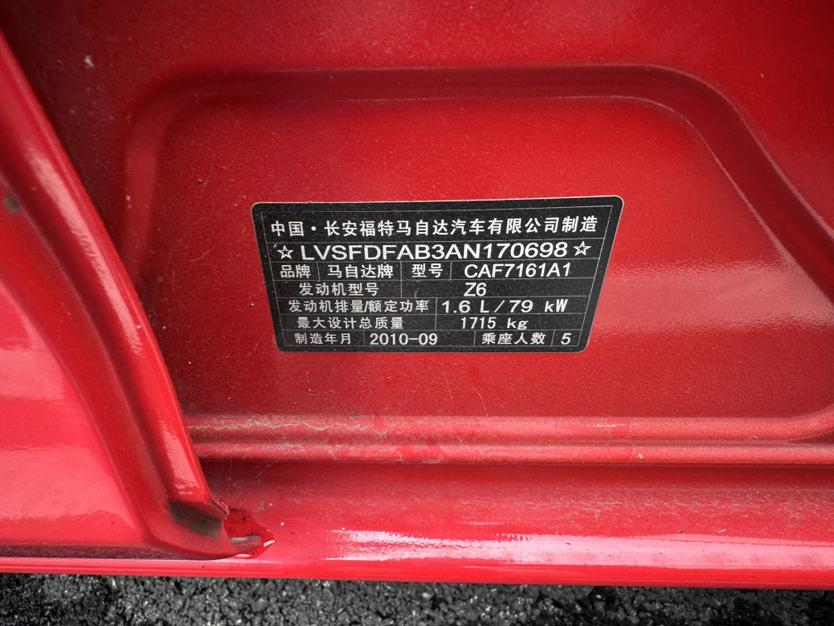 中国·长安福特马自达汽车有限公司制造
☆LVSFDFAB3AN170698☆
品牌 马自达牌 型号 CAF7161A1
发动机型号 Z6
发动机排量/额定功率 1.6 L/79 kW
最大设计总质量 1715 kg
制造年月 2010-09 乘座人数 5